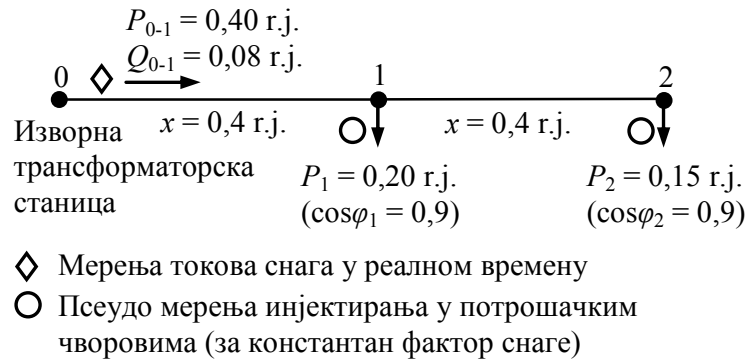 P0-1 = 0,40 r.j.
Q0-1 = 0,08 r.j.
0 1 2
Изворна трансформаторска станица
x = 0,4 r.j. x = 0,4 r.j.
P1 = 0,20 r.j. P2 = 0,15 r.j.
(cosφ1 = 0,9) (cosφ2 = 0,9)
Мерења токова снага у реалном времену
Псеудо мерења инјектирања у потрошачким
чворовима (за константан фактор снаге)